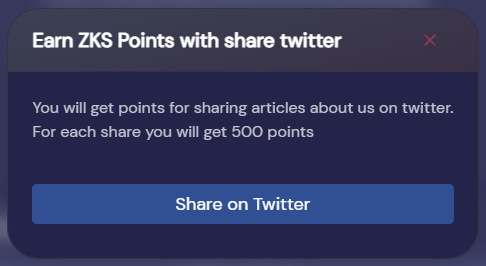 Earn ZKS Points with share twitter
You will get points for sharing articles about us on twitter.
For each share you will get 500 points
Share on Twitter